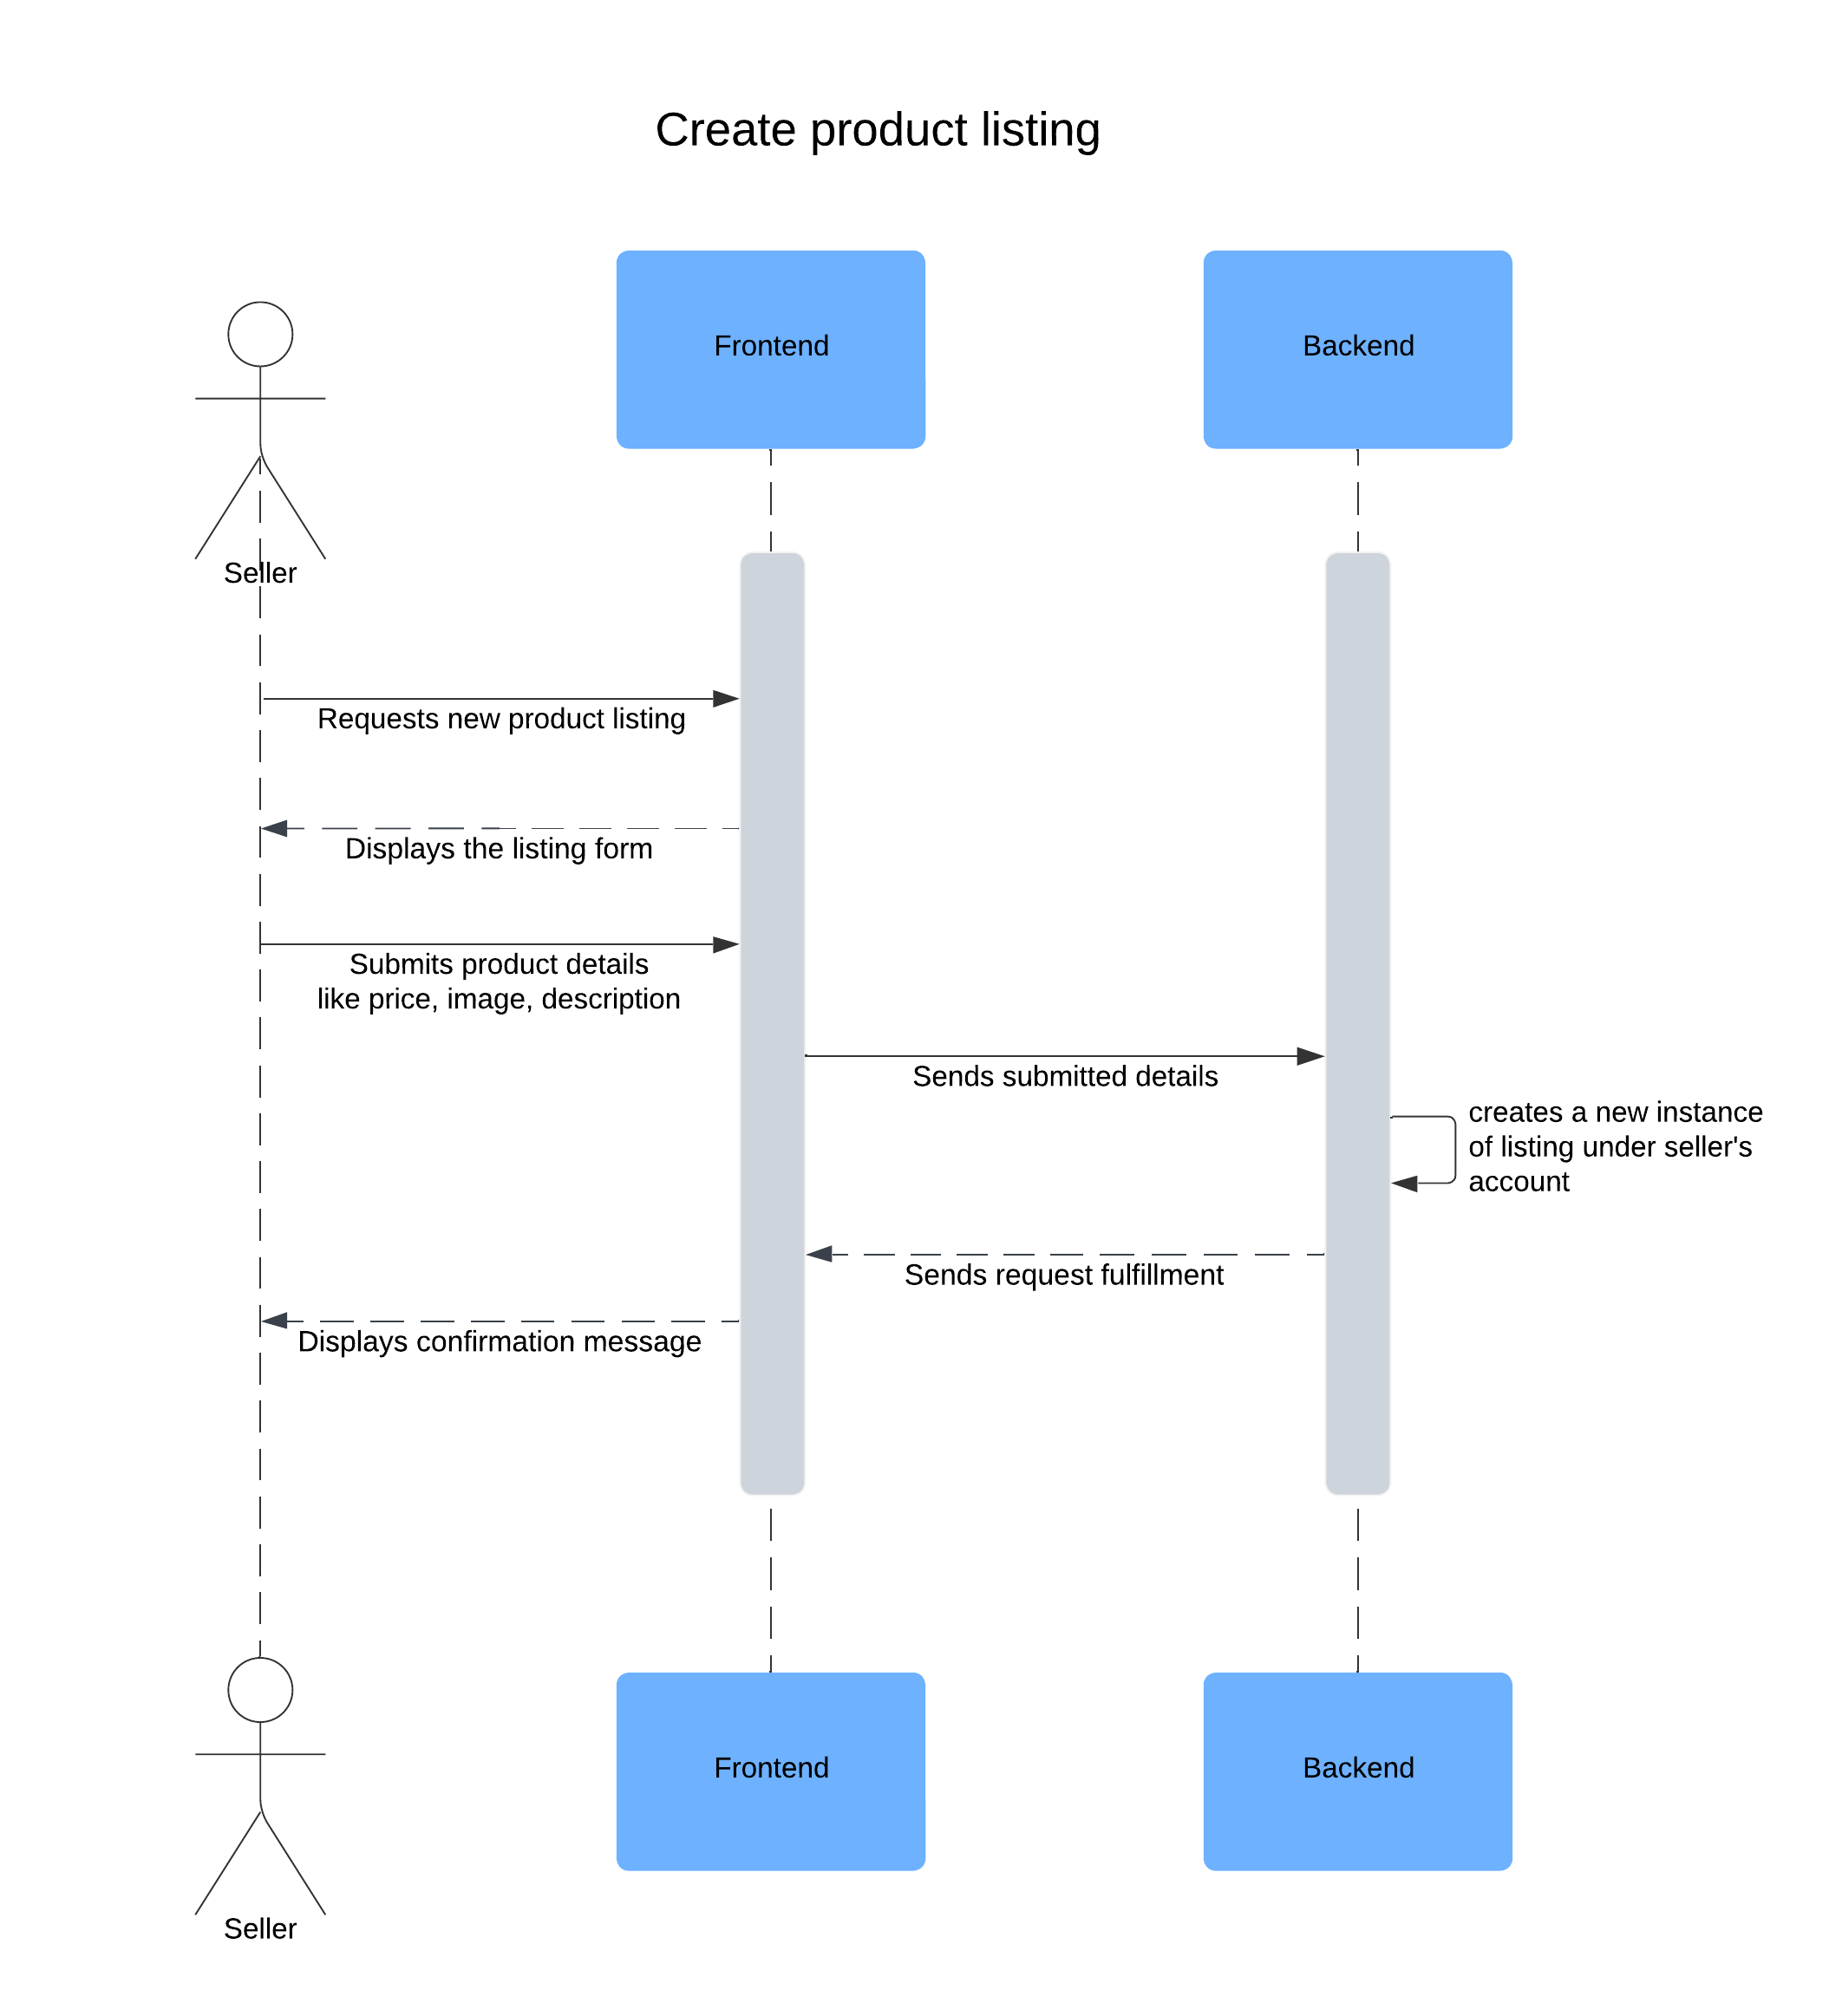 Create product listing
Frontend
Backend
Seller
Requests new product listing
Displays the listing form
Submits product details
like price, image, description
Sends submitted details
creates a new instance
of listing under seller's
account
Sends request fulfillment
Displays confirmation message
Frontend
Backend
Seller